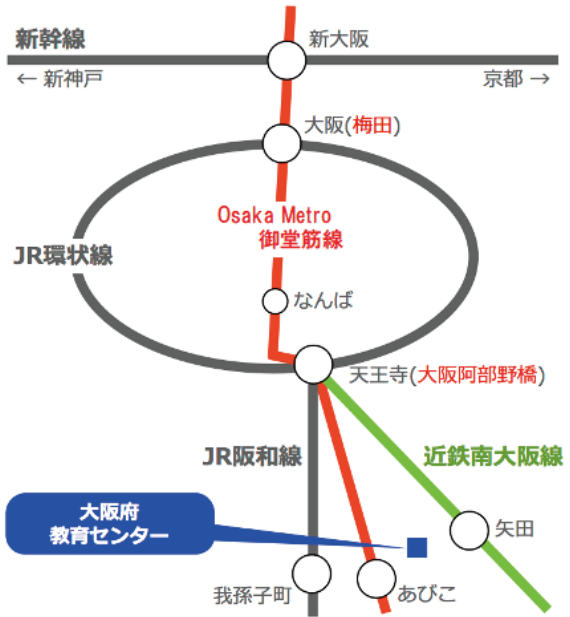 新幹線
新大阪
← 新神戸
京都 →
大阪(梅田)
Osaka Metro
御堂筋線
JR環状線
なんば
天王寺(大阪阿部野橋)
JR阪和線
近鉄南大阪線
大阪府
教育センター
矢田
我孫子町
あびこ